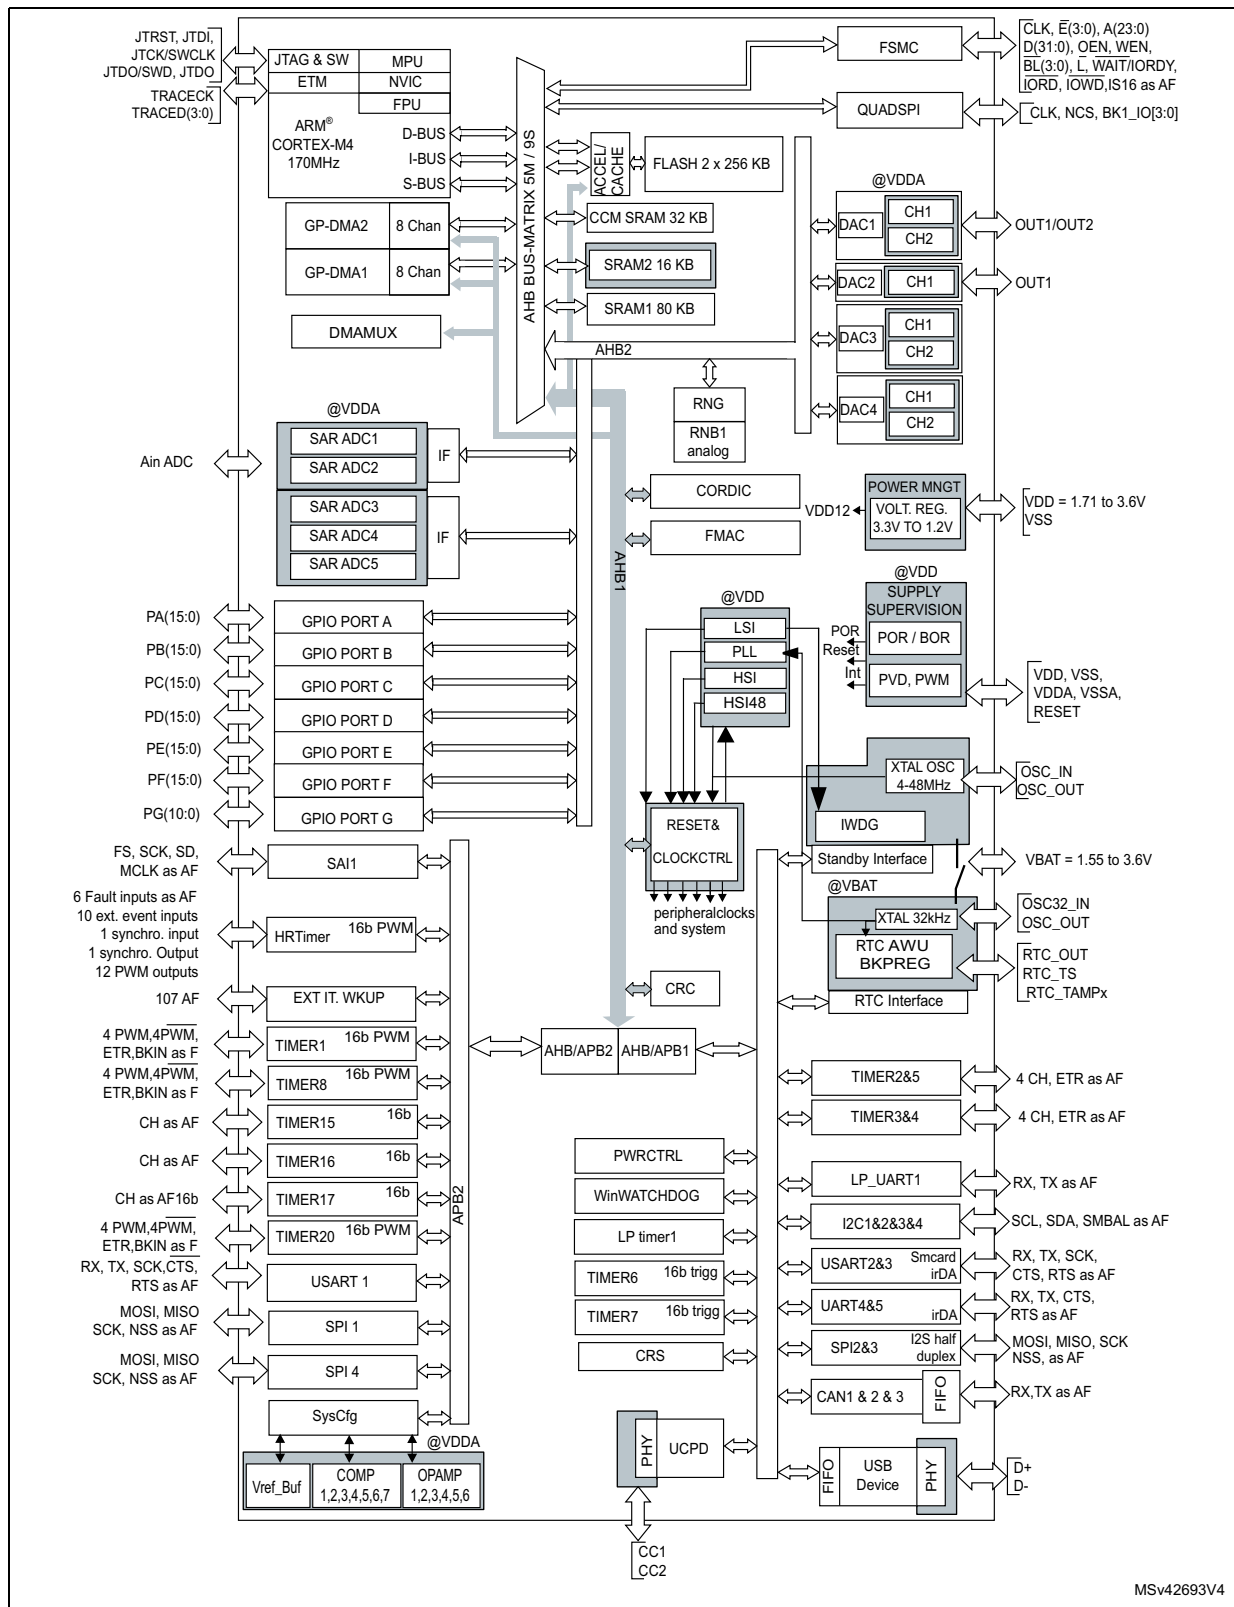 JTRST, JTDI,
JTCK/SWCLK
JTDO/SWD, JTDO
TRACECK
TRACED(3:0)
JTAG & SW
MPU
ETM
NVIC
FPU
ARM®
CORTEX-M4
170MHz
D-BUS
I-BUS
S-BUS
GP-DMA2
8 Chan
GP-DMA1
8 Chan
DMAMUX
AHB BUS-MATRIX 5M / 9S
ACCEL/
CACHE
FLASH 2 x 256 KB
CCM SRAM 32 KB
SRAM2 16 KB
SRAM1 80 KB
AHB2
RNG
RNB1
analog
FSMC
CLK, E(3:0), A(23:0)
D(31:0), OEN, WEN,
BL(3:0), L, WAIT/IORDY,
IORD, IOWD,IS16 as AF
QUADSPI
CLK, NCS, BK1_IO[3:0]
@VDDA
DAC1
CH1
CH2
OUT1/OUT2
DAC2
CH1
OUT1
DAC3
CH1
CH2
DAC4
CH1
CH2
@VDDA
SAR ADC1
SAR ADC2
IF
Ain ADC
SAR ADC3
SAR ADC4
SAR ADC5
IF
CORDIC
FMAC
AHB1
POWER MNGT
VOLT. REG.
3.3V TO 1.2V
VDD12
VDD = 1.71 to 3.6V
VSS
@VDD
SUPPLY
SUPERVISION
POR / BOR
PVD, PWM
POR
Reset
Int
VDD, VSS,
VDDA, VSSA,
RESET
@VDD
LSI
PLL
HSI
HSI48
PA(15:0)
GPIO PORT A
PB(15:0)
GPIO PORT B
PC(15:0)
GPIO PORT C
PD(15:0)
GPIO PORT D
PE(15:0)
GPIO PORT E
PF(15:0)
GPIO PORT F
PG(10:0)
GPIO PORT G
XTAL OSC
4-48MHz
OSC_IN
OSC_OUT
IWDG
Standby Interface
VBAT = 1.55 to 3.6V
@VBAT
XTAL 32kHz
OSC32_IN
OSC_OUT
RTC AWU
BKPREG
RTC_OUT
RTC_TS
RTC_TAMPx
RTC Interface
RESET&
CLOCKCTRL
peripheralclocks
and system
CRC
AHB/APB2
AHB/APB1
FS, SCK, SD,
MCLK as AF
SAI1
6 Fault inputs as AF
10 ext. event inputs
1 synchro. input
1 synchro. Output
12 PWM outputs
HRTimer
16b PWM
107 AF
EXT IT. WKUP
4 PWM,4PWM,
ETR,BKIN as F
TIMER1
16b PWM
4 PWM,4PWM,
ETR,BKIN as F
TIMER8
16b PWM
CH as AF
TIMER15
16b
CH as AF
TIMER16
16b
CH as AF16b
TIMER17
16b
4 PWM,4PWM,
ETR,BKIN as F
TIMER20
16b PWM
RX, TX, SCK,CTS,
RTS as AF
USART 1
MOSI, MISO
SCK, NSS as AF
SPI 1
MOSI, MISO
SCK, NSS as AF
SPI 4
SysCfg
@VDDA
Vref_Buf
COMP
1,2,3,4,5,6,7
OPAMP
1,2,3,4,5,6
APB2
PWRCTRL
WinWATCHDOG
LP timer1
TIMER6
16b trigg
TIMER7
16b trigg
CRS
PHY
UCPD
CC1
CC2
TIMER2&5
4 CH, ETR as AF
TIMER3&4
4 CH, ETR as AF
LP_UART1
RX, TX as AF
I2C1&2&3&4
SCL, SDA, SMBAL as AF
USART2&3
Smcard
irDA
RX, TX, SCK,
CTS, RTS as AF
UART4&5
irDA
RX, TX, CTS,
RTS as AF
SPI2&3
I2S half
duplex
MOSI, MISO, SCK
NSS, as AF
CAN1 & 2 & 3
FIFO
RX,TX as AF
FIFO
USB
Device
PHY
D+
D-
MSv42693V4